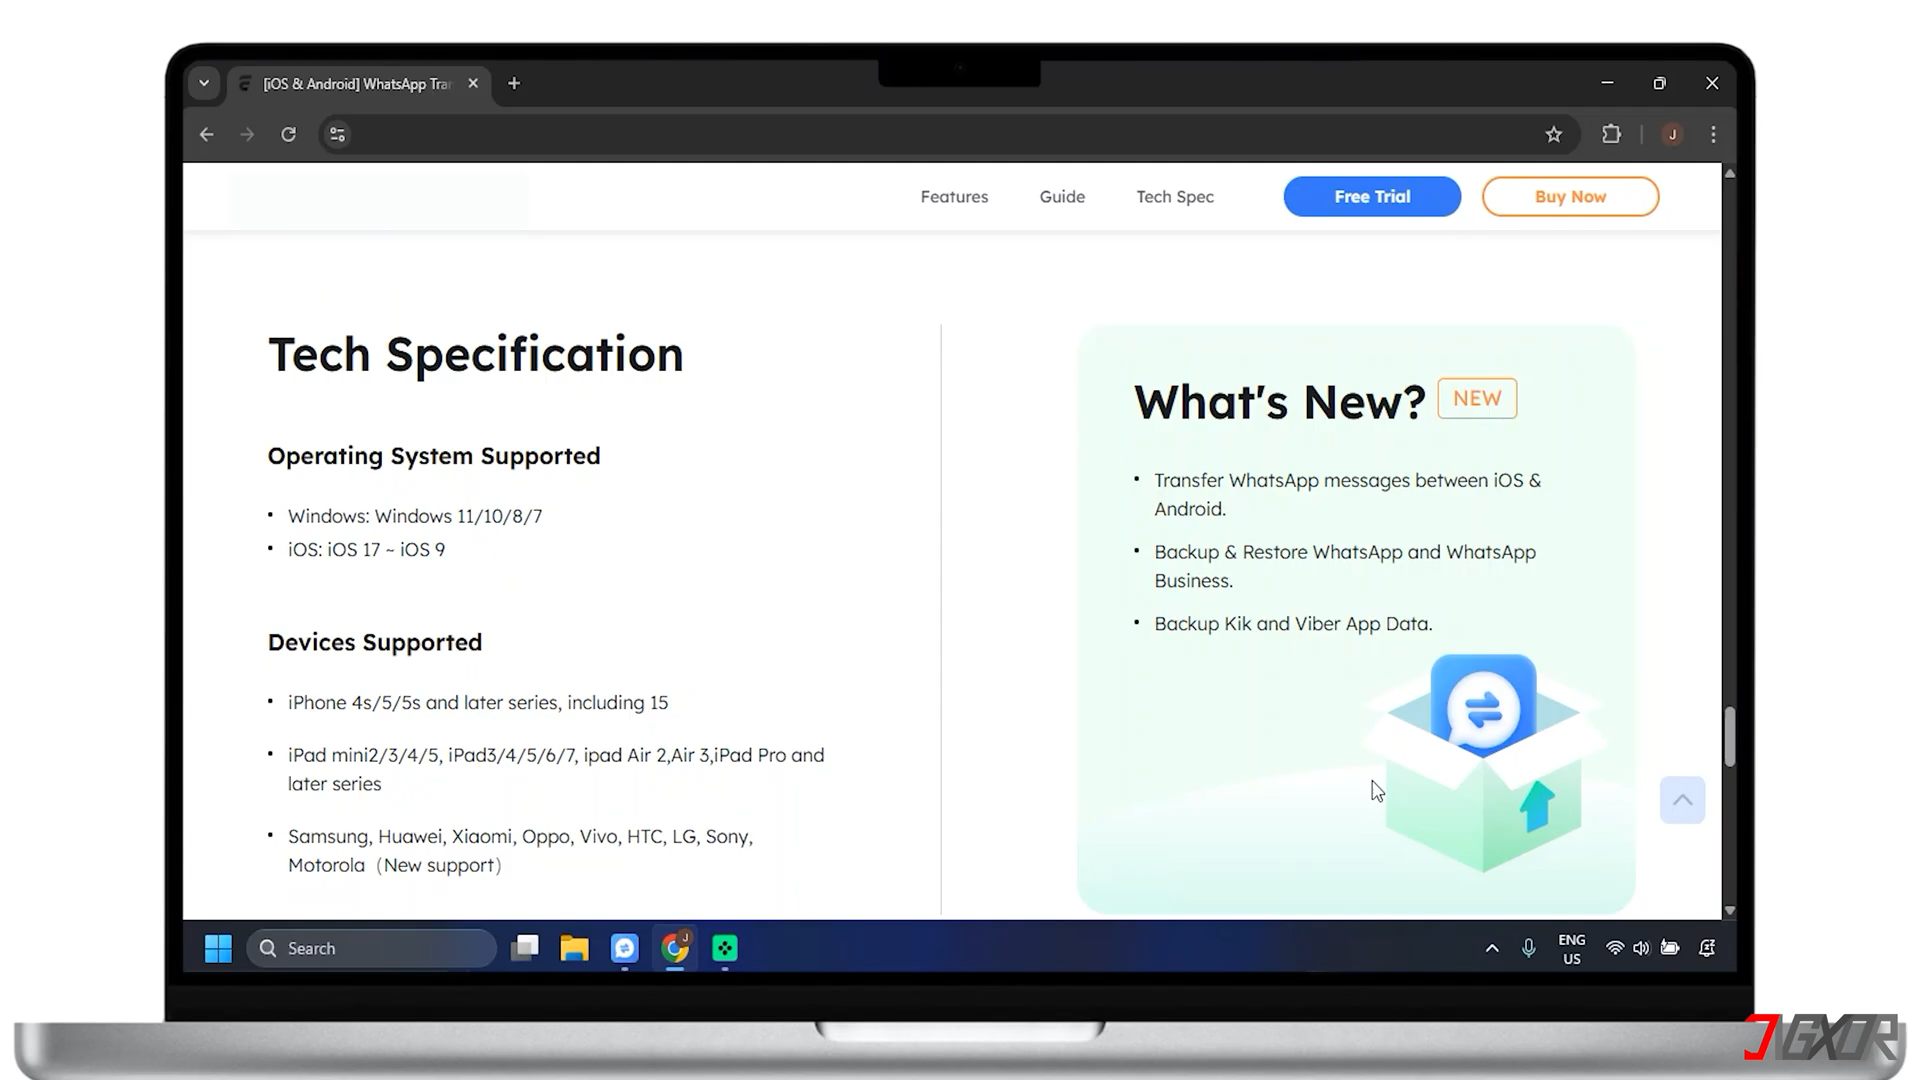 [iOS & Android] WhatsApp Tra
J
Features Guide Tech Spec Free Trial Buy Now
Tech Specification
Operating System Supported
• Windows: Windows 11/10/8/7
• iOS: iOS 17 ~ iOS 9
Devices Supported
• iPhone 4s/5/5s and later series, including 15
• iPad mini2/3/4/5, iPad3/4/5/6/7, ipad Air 2,Air 3,iPad Pro and
later series
• Samsung, Huawei, Xiaomi, Oppo, Vivo, HTC, LG, Sony,
Motorola（New support）
What's New? NEW
• Transfer WhatsApp messages between iOS &
Android.
• Backup & Restore WhatsApp and WhatsApp
Business.
• Backup Kik and Viber App Data.
Search
J
ENG
US
JGXOR